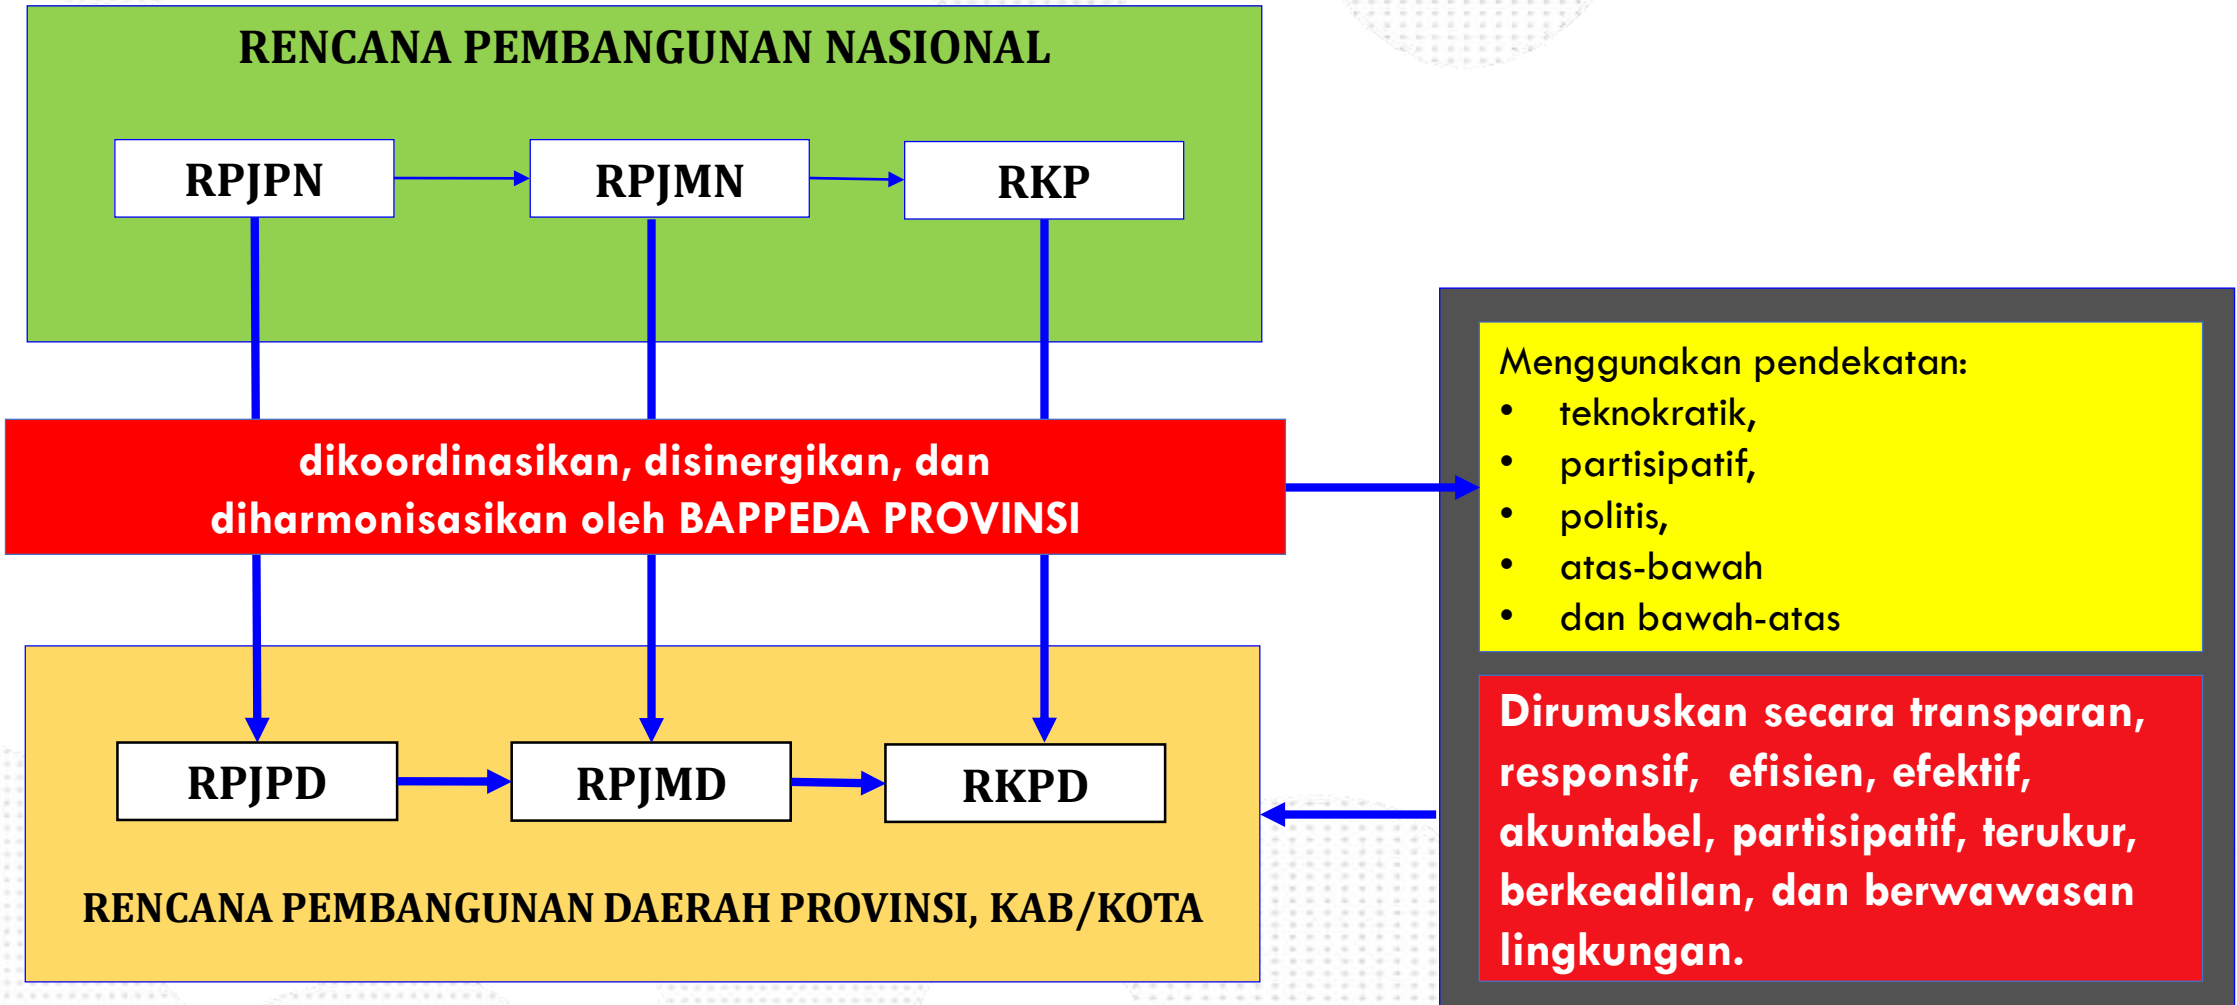 RENCANA PEMBANGUNAN NASIONAL
RPJPN
RPJMN
RKP
dikoordinasikan, disinergikan, dan
diharmonisasikan oleh BAPPEDA PROVINSI
RPJPD
RPJMD
RKPD
RENCANA PEMBANGUNAN DAERAH PROVINSI, KAB/KOTA
Menggunakan pendekatan:
• teknokratik,
• partisipatif,
• politis,
• atas-bawah
• dan bawah-atas
Dirumuskan secara transparan,
responsif, efisien, efektif,
akuntabel, partisipatif, terukur,
berkeadilan, dan berwawasan
lingkungan.